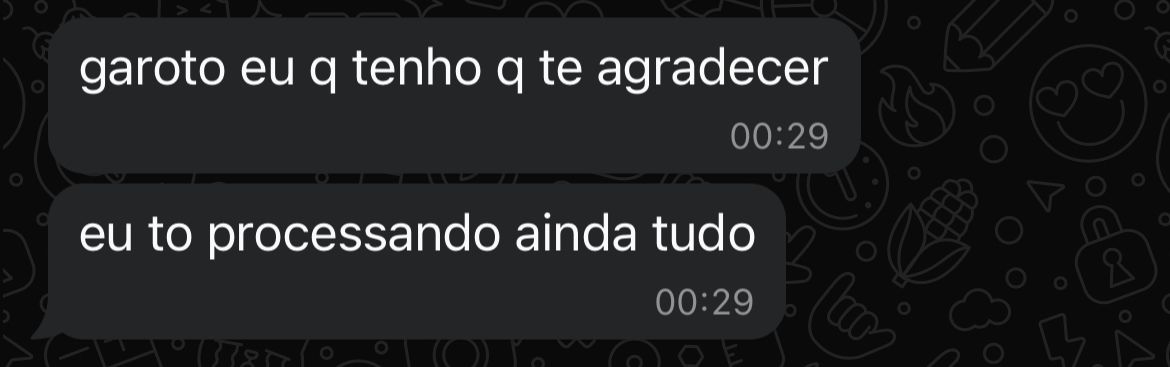 garoto eu q tenho q te agradecer
00:29
eu to processando ainda tudo
00:29